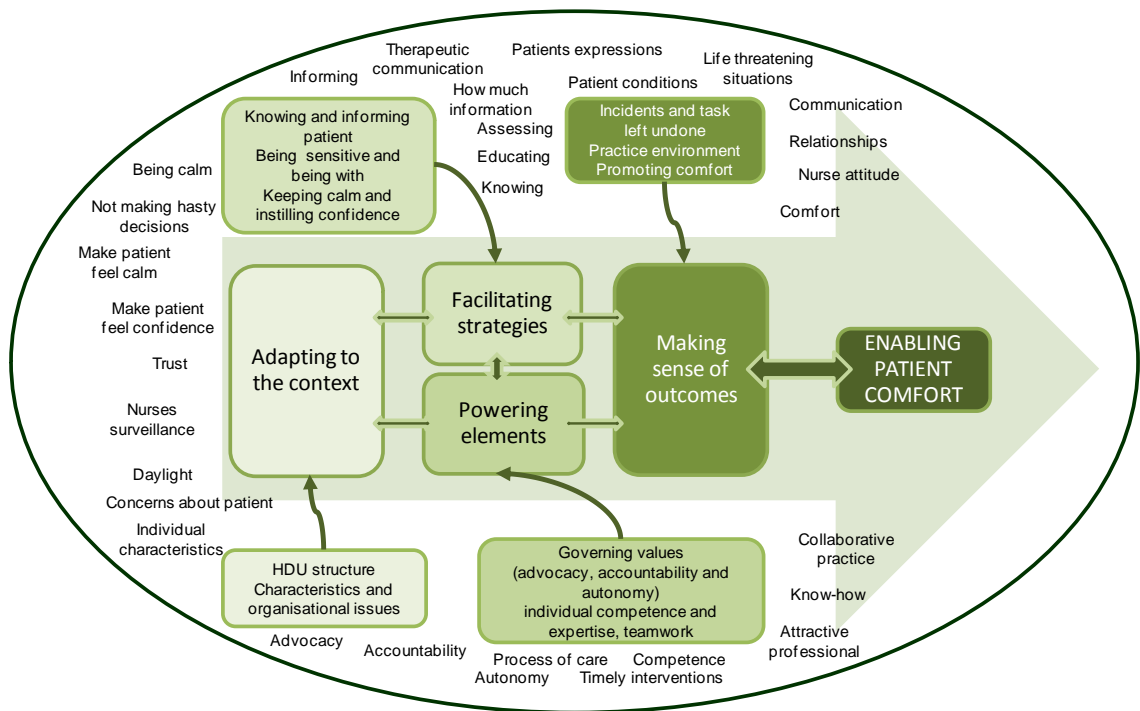 Therapeutic
communication
Patients expressions
Life threatening
situations
Informing
How much
information
Patient conditions
Communication
Knowing and informing
patient
Being sensitive and
being with
Keeping calm and
instilling confidence
Assessing
Educating
Knowing
Incidents and task
left undone
Practice environment
Promoting comfort
Relationships
Nurse attitude
Comfort
Being calm
Not making hasty
decisions
Make patient
feel calm
Make patient
feel confidence
Trust
Nurses
surveillance
Daylight
Concerns about patient
Individual
characteristics
Adapting to
the context
Facilitating
strategies
Powering
elements
Making
sense of
outcomes
ENABLING
PATIENT
COMFORT
HDU structure
Characteristics and
organisational issues
Governing values
(advocacy, accountability and
autonomy)
individual competence and
expertise, teamwork
Collaborative
practice
Know-how
Attractive
professional
Advocacy
Accountability
Process of care
Autonomy
Timely
Competence
interventions